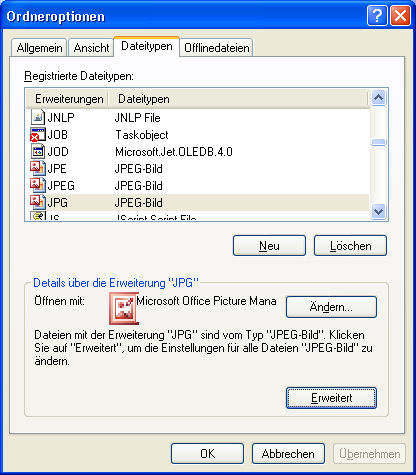 Ordneroptionen
Allgemein Ansicht Dateitypen Offlinedateien
Registrierte Dateitypen:
Erweiterungen Dateitypen
JNLP JNLP File
JOB Taskobject
JOD Microsoft.Jet.OLEDB.4.0
JPE JPEG-Bild
JPEG JPEG-Bild
JPG JPEG-Bild
JS JScript Script File
Neu Löschen
Details über die Erweiterung "JPG"
Öffnen mit: Microsoft Office Picture Mana Ändern...
Dateien mit der Erweiterung "JPG" sind vom Typ "JPEG-Bild". Klicken
Sie auf "Erweitert", um die Einstellungen für alle Dateien "JPEG-Bild" zu
ändern.
Erweitert
OK Abbrechen Übernehmen